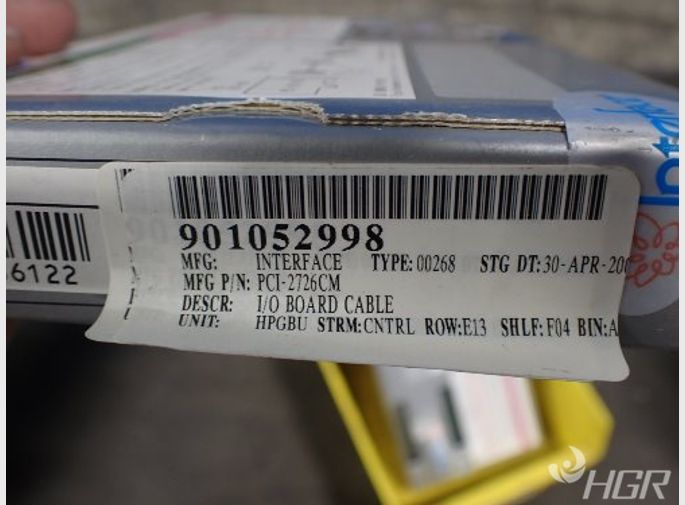 901052998
MFG: INTERFACE TYPE: 00268 STG DT: 30-APR-20
MFG P/N: PCI-2726CM
DESCR: I/O BOARD CABLE
UNIT: HPGBU STRM: CNTRL ROW: E13 SHLF: F04 BIN: A
6122
HGR